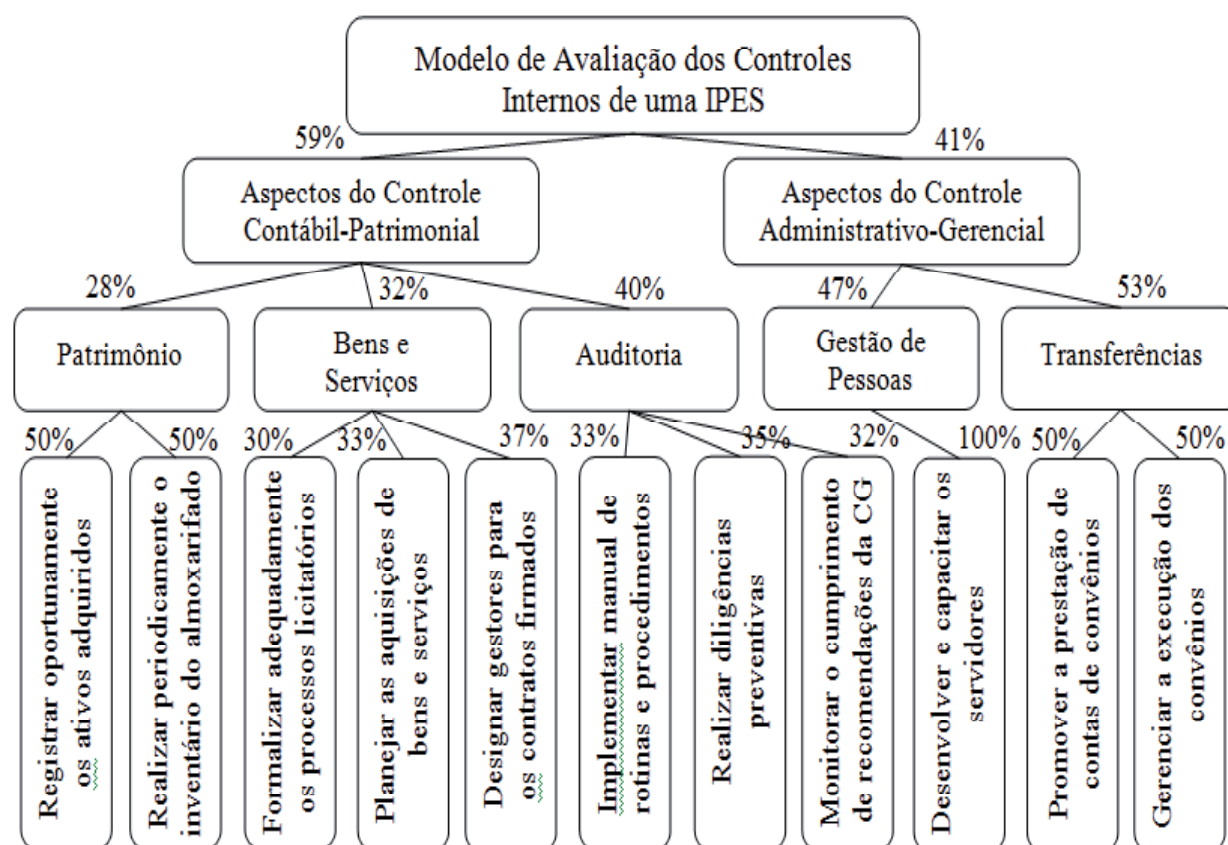 Modelo de Avaliação dos Controles
Internos de uma IPES
59%
41%
Aspectos do Controle
Contábil-Patrimonial
Aspectos do Controle
Administrativo-Gerencial
28%
32%
40%
47%
53%
Patrimônio
Bens e
Serviços
Auditoria
Gestão de
Pessoas
Transferências
50%
50%
30%
33%
37%
33%
35%
32%
100%
50%
50%
Registrar oportunamente
os ativos adquiridos
Realizar periodicamente o
inventário do almoxarifado
Formalizar adequadamente
os processos licitatórios
Planejar as aquisições de
bens e serviços
Designar gestores para
os contratos firmados
Implementar manual de
rotinas e procedimentos
Realizar diligências
preventivas
Monitorar o cumprimento
de recomendações da CG
Desenvolver e capacitar os
servidores
Promover a prestação de
contas de convênios
Gerenciar a execução dos
convênios